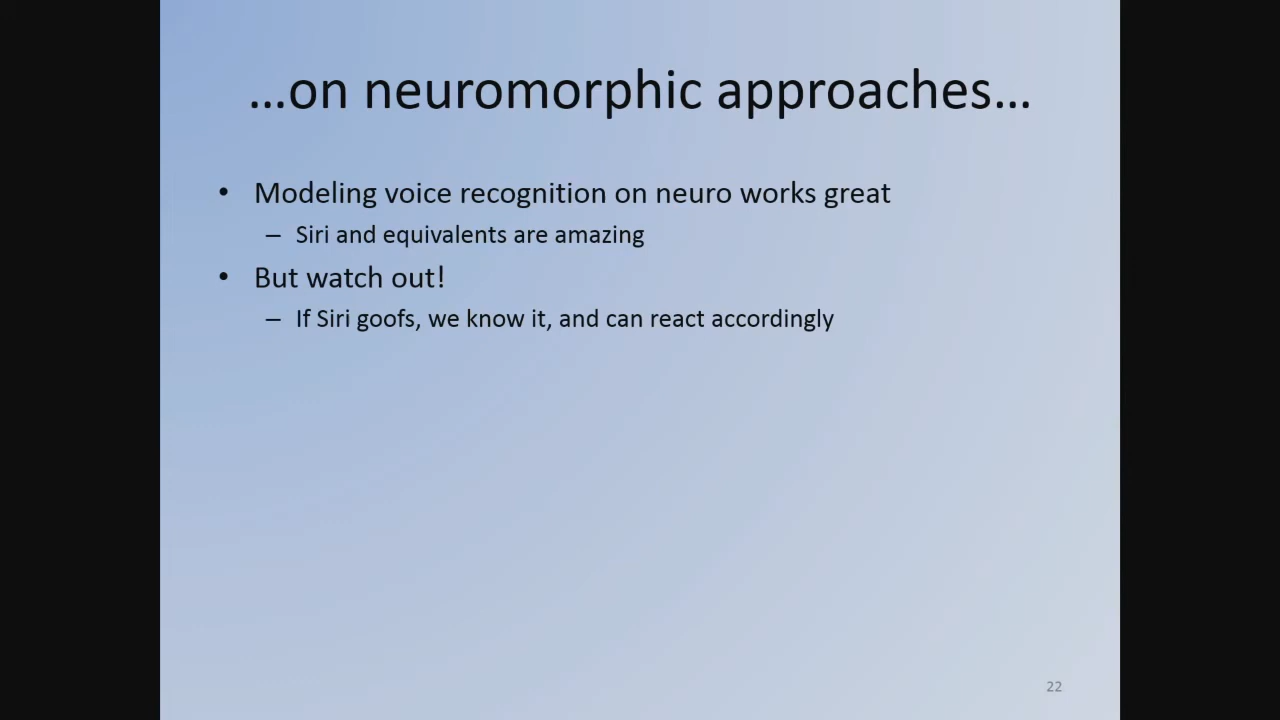 ...on neuromorphic approaches...
• Modeling voice recognition on neuro works great
– Siri and equivalents are amazing
• But watch out!
– If Siri goofs, we know it, and can react accordingly
22